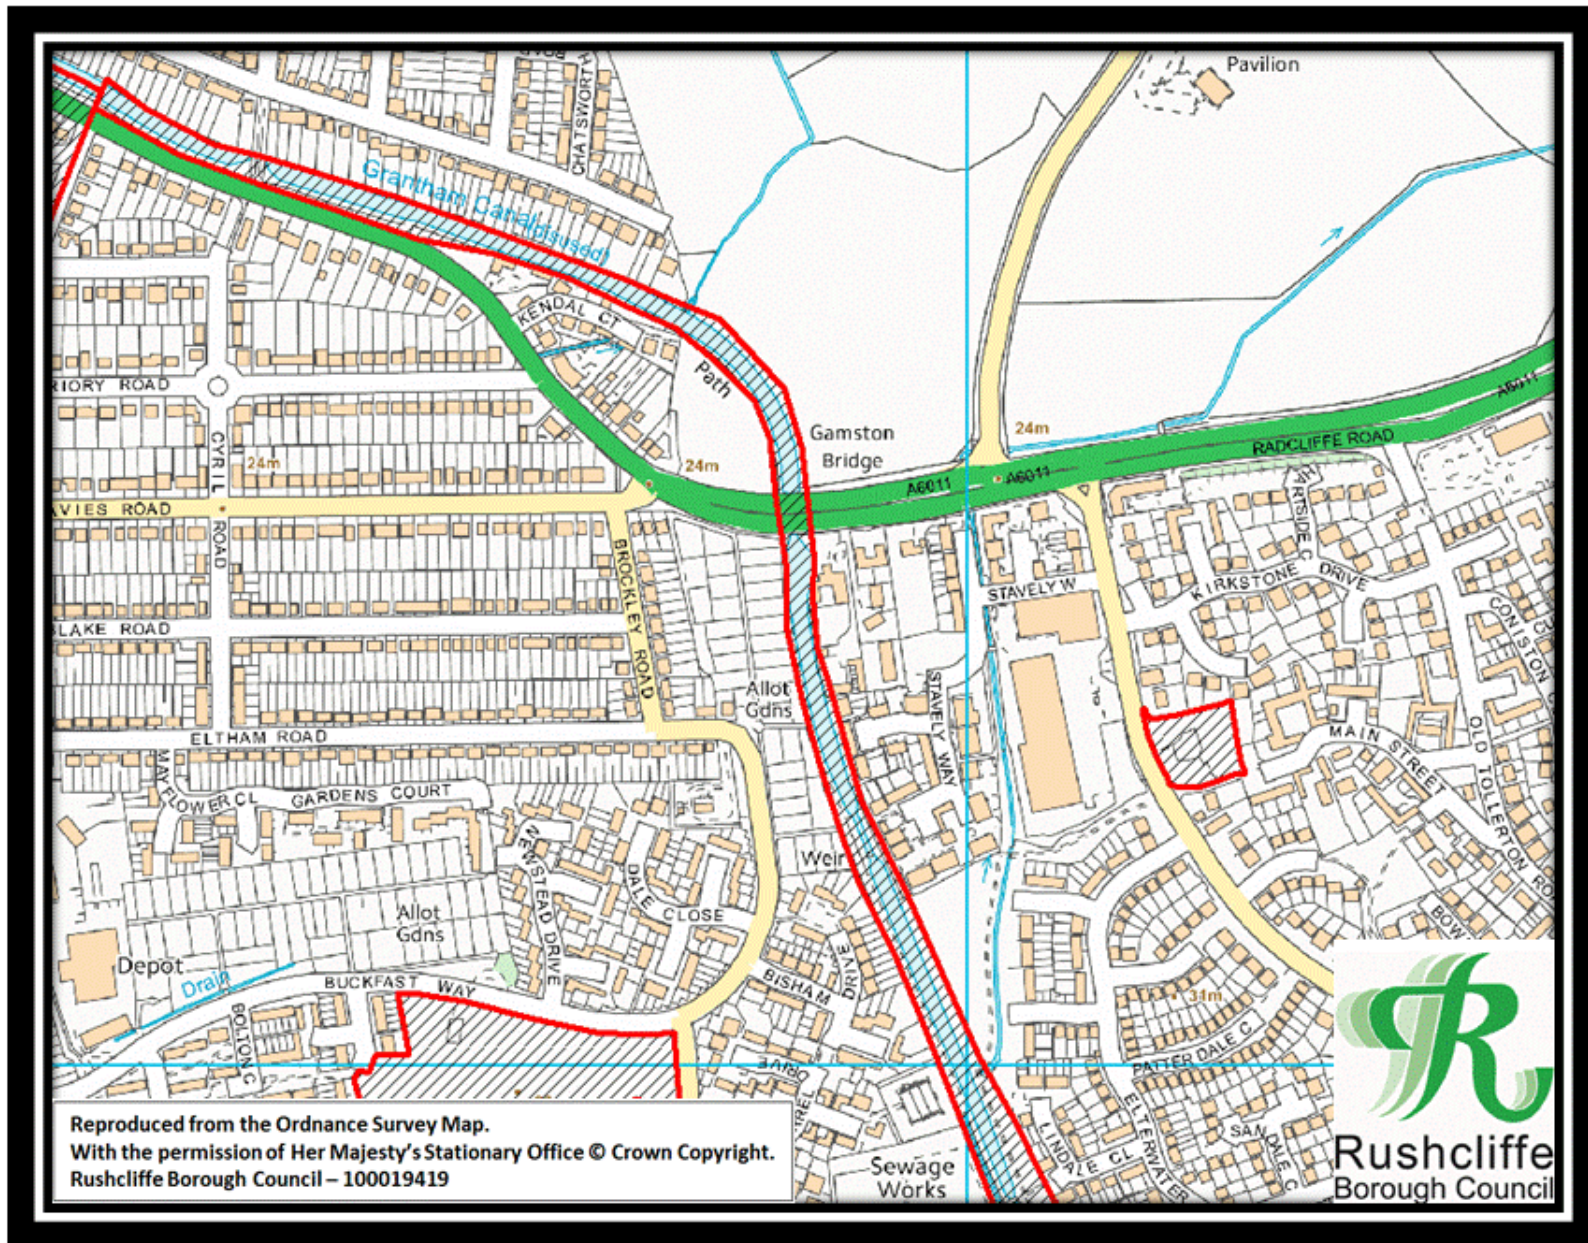 Pavilion
CHATSWORTH
Grantham Canal(disused)
KENDAL CT
Path
RIORY ROAD
CYRIL
ROAD
24m
24m
24m
Gamston
Bridge
A6011
A6011
A6011
RADCLIFFE ROAD
AVIES ROAD
BROCKLEY ROAD
STAVELY W
KIRKSTONE DRIVE
CONISTON
LAKE ROAD
Allot
Gdns
STAVELY WAY
ELTHAM ROAD
MAIN STREET
OLD TOLLERTON RO
MAYFLOWER CL
GARDENS COURT
NEWSTEAD DRIVE
DALE CLOSE
Weir
Allot
Gdns
Depot
Drain
BUCKFAST WAY
BISHAM
DRIVE
BOLTON C
31m
PATTERDALE C
DRIVE
ELTERWATER
SANDALE C
LINDALE CL
Sewage
Works
Reproduced from the Ordnance Survey Map.
With the permission of Her Majesty's Stationary Office © Crown Copyright.
Rushcliffe Borough Council – 100019419
Rushcliffe
Borough Council